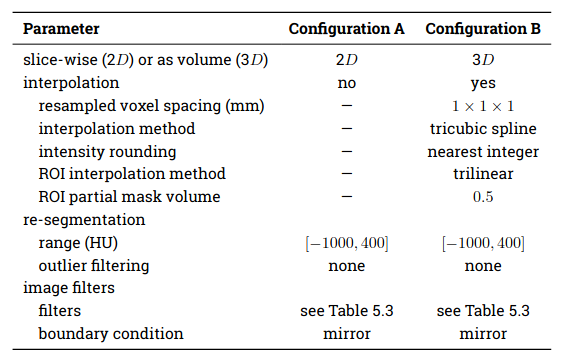 Parameter Configuration A Configuration B
slice-wise (2D) or as volume (3D) 2D 3D
interpolation no yes
resampled voxel spacing (mm) — 1 × 1 × 1
interpolation method — tricubic spline
intensity rounding — nearest integer
ROI interpolation method — trilinear
ROI partial mask volume — 0.5
re-segmentation
range (HU) [−1000, 400] [−1000, 400]
outlier filtering none none
image filters
filters see Table 5.3 see Table 5.3
boundary condition mirror mirror